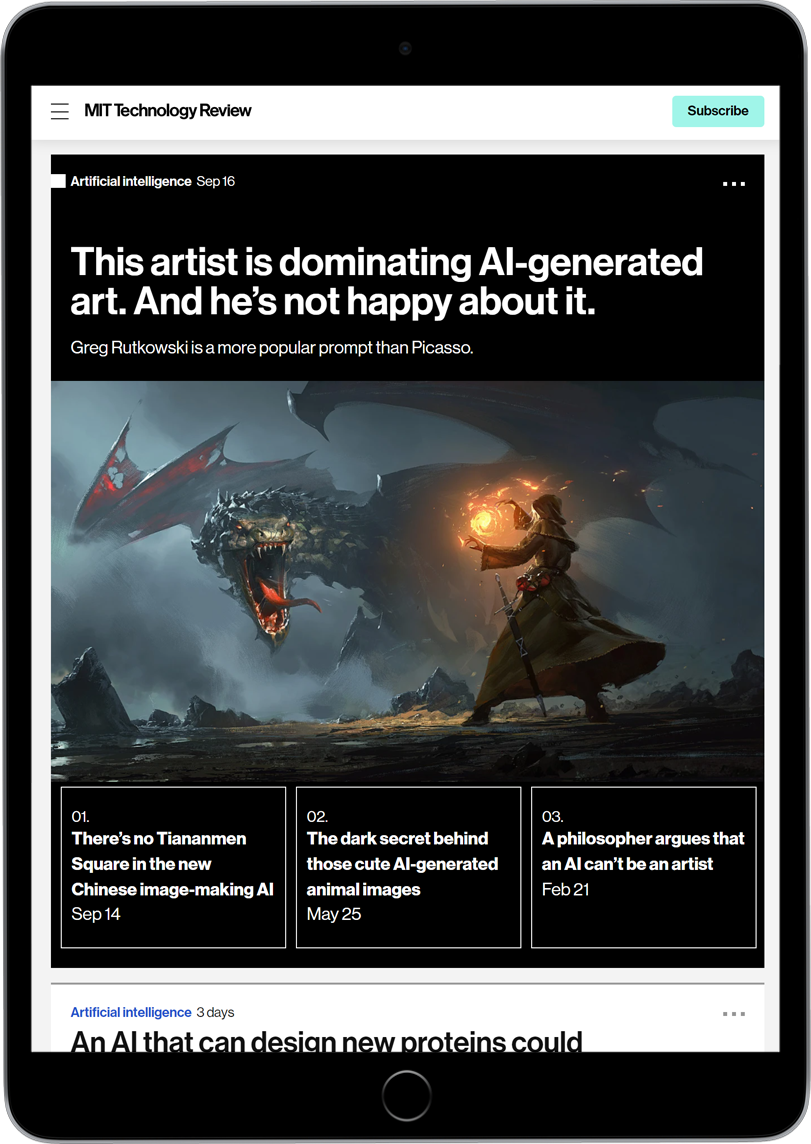 MIT Technology Review
Subscribe
Artificial intelligence Sep 16
This artist is dominating AI-generated
art. And he’s not happy about it.
Greg Rutkowski is a more popular prompt than Picasso.
01.
There’s no Tiananmen
Square in the new
Chinese image-making AI
Sep 14
02.
The dark secret behind
those cute AI-generated
animal images
May 25
03.
A philosopher argues that
an AI can’t be an artist
Feb 21
Artificial intelligence 3 days
An AI that can design new proteins could